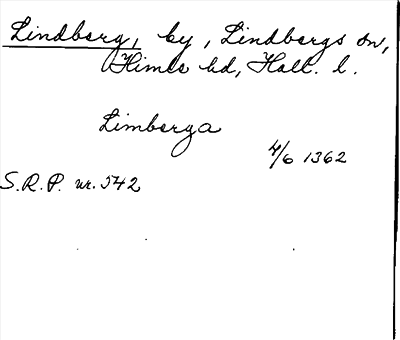 Lindberg, by, Lindbergs sn,
Himle hd, Hall. l.
Limberga
4/6 1362
S.R.P. nr. 542